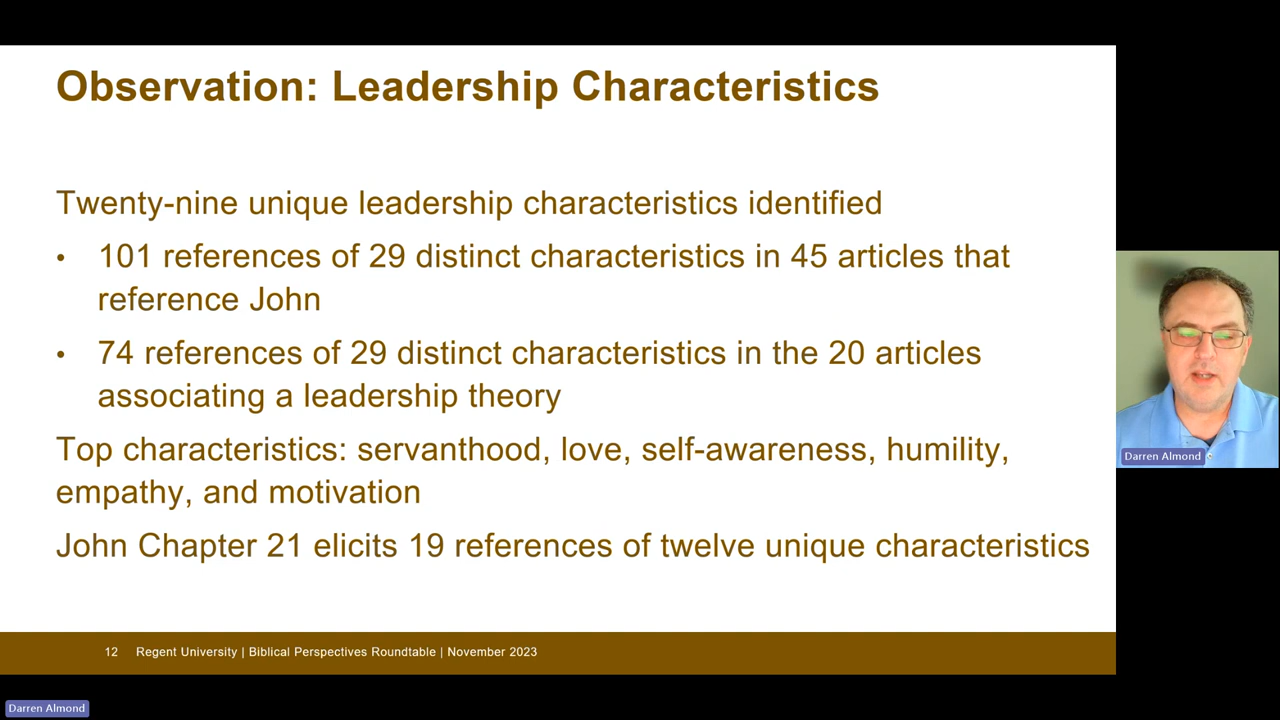 Observation: Leadership Characteristics
Twenty-nine unique leadership characteristics identified
• 101 references of 29 distinct characteristics in 45 articles that
reference John
• 74 references of 29 distinct characteristics in the 20 articles
associating a leadership theory
Top characteristics: servanthood, love, self-awareness, humility,
empathy, and motivation
John Chapter 21 elicits 19 references of twelve unique characteristics
12 Regent University | Biblical Perspectives Roundtable | November 2023
Darren Almond
Darren Almond